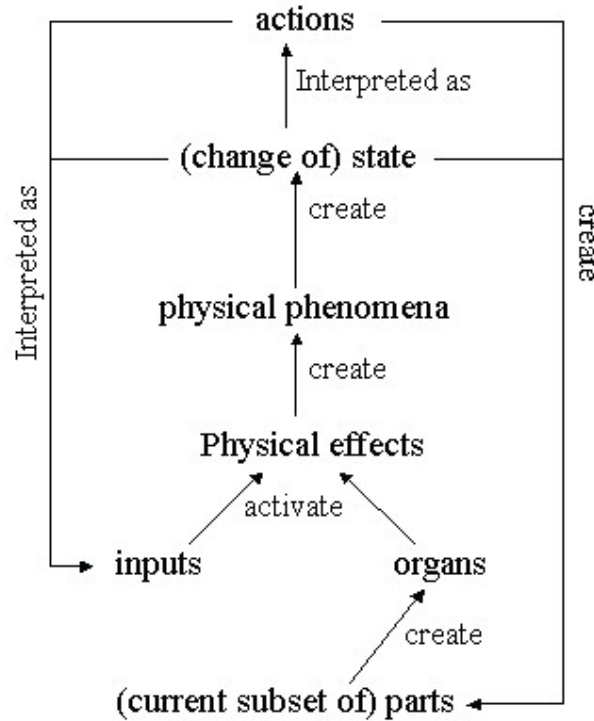 actions
Interpreted as
(change of) state
create
Interpreted as
create
physical phenomena
create
Physical effects
activate
inputs
organs
create
(current subset of) parts